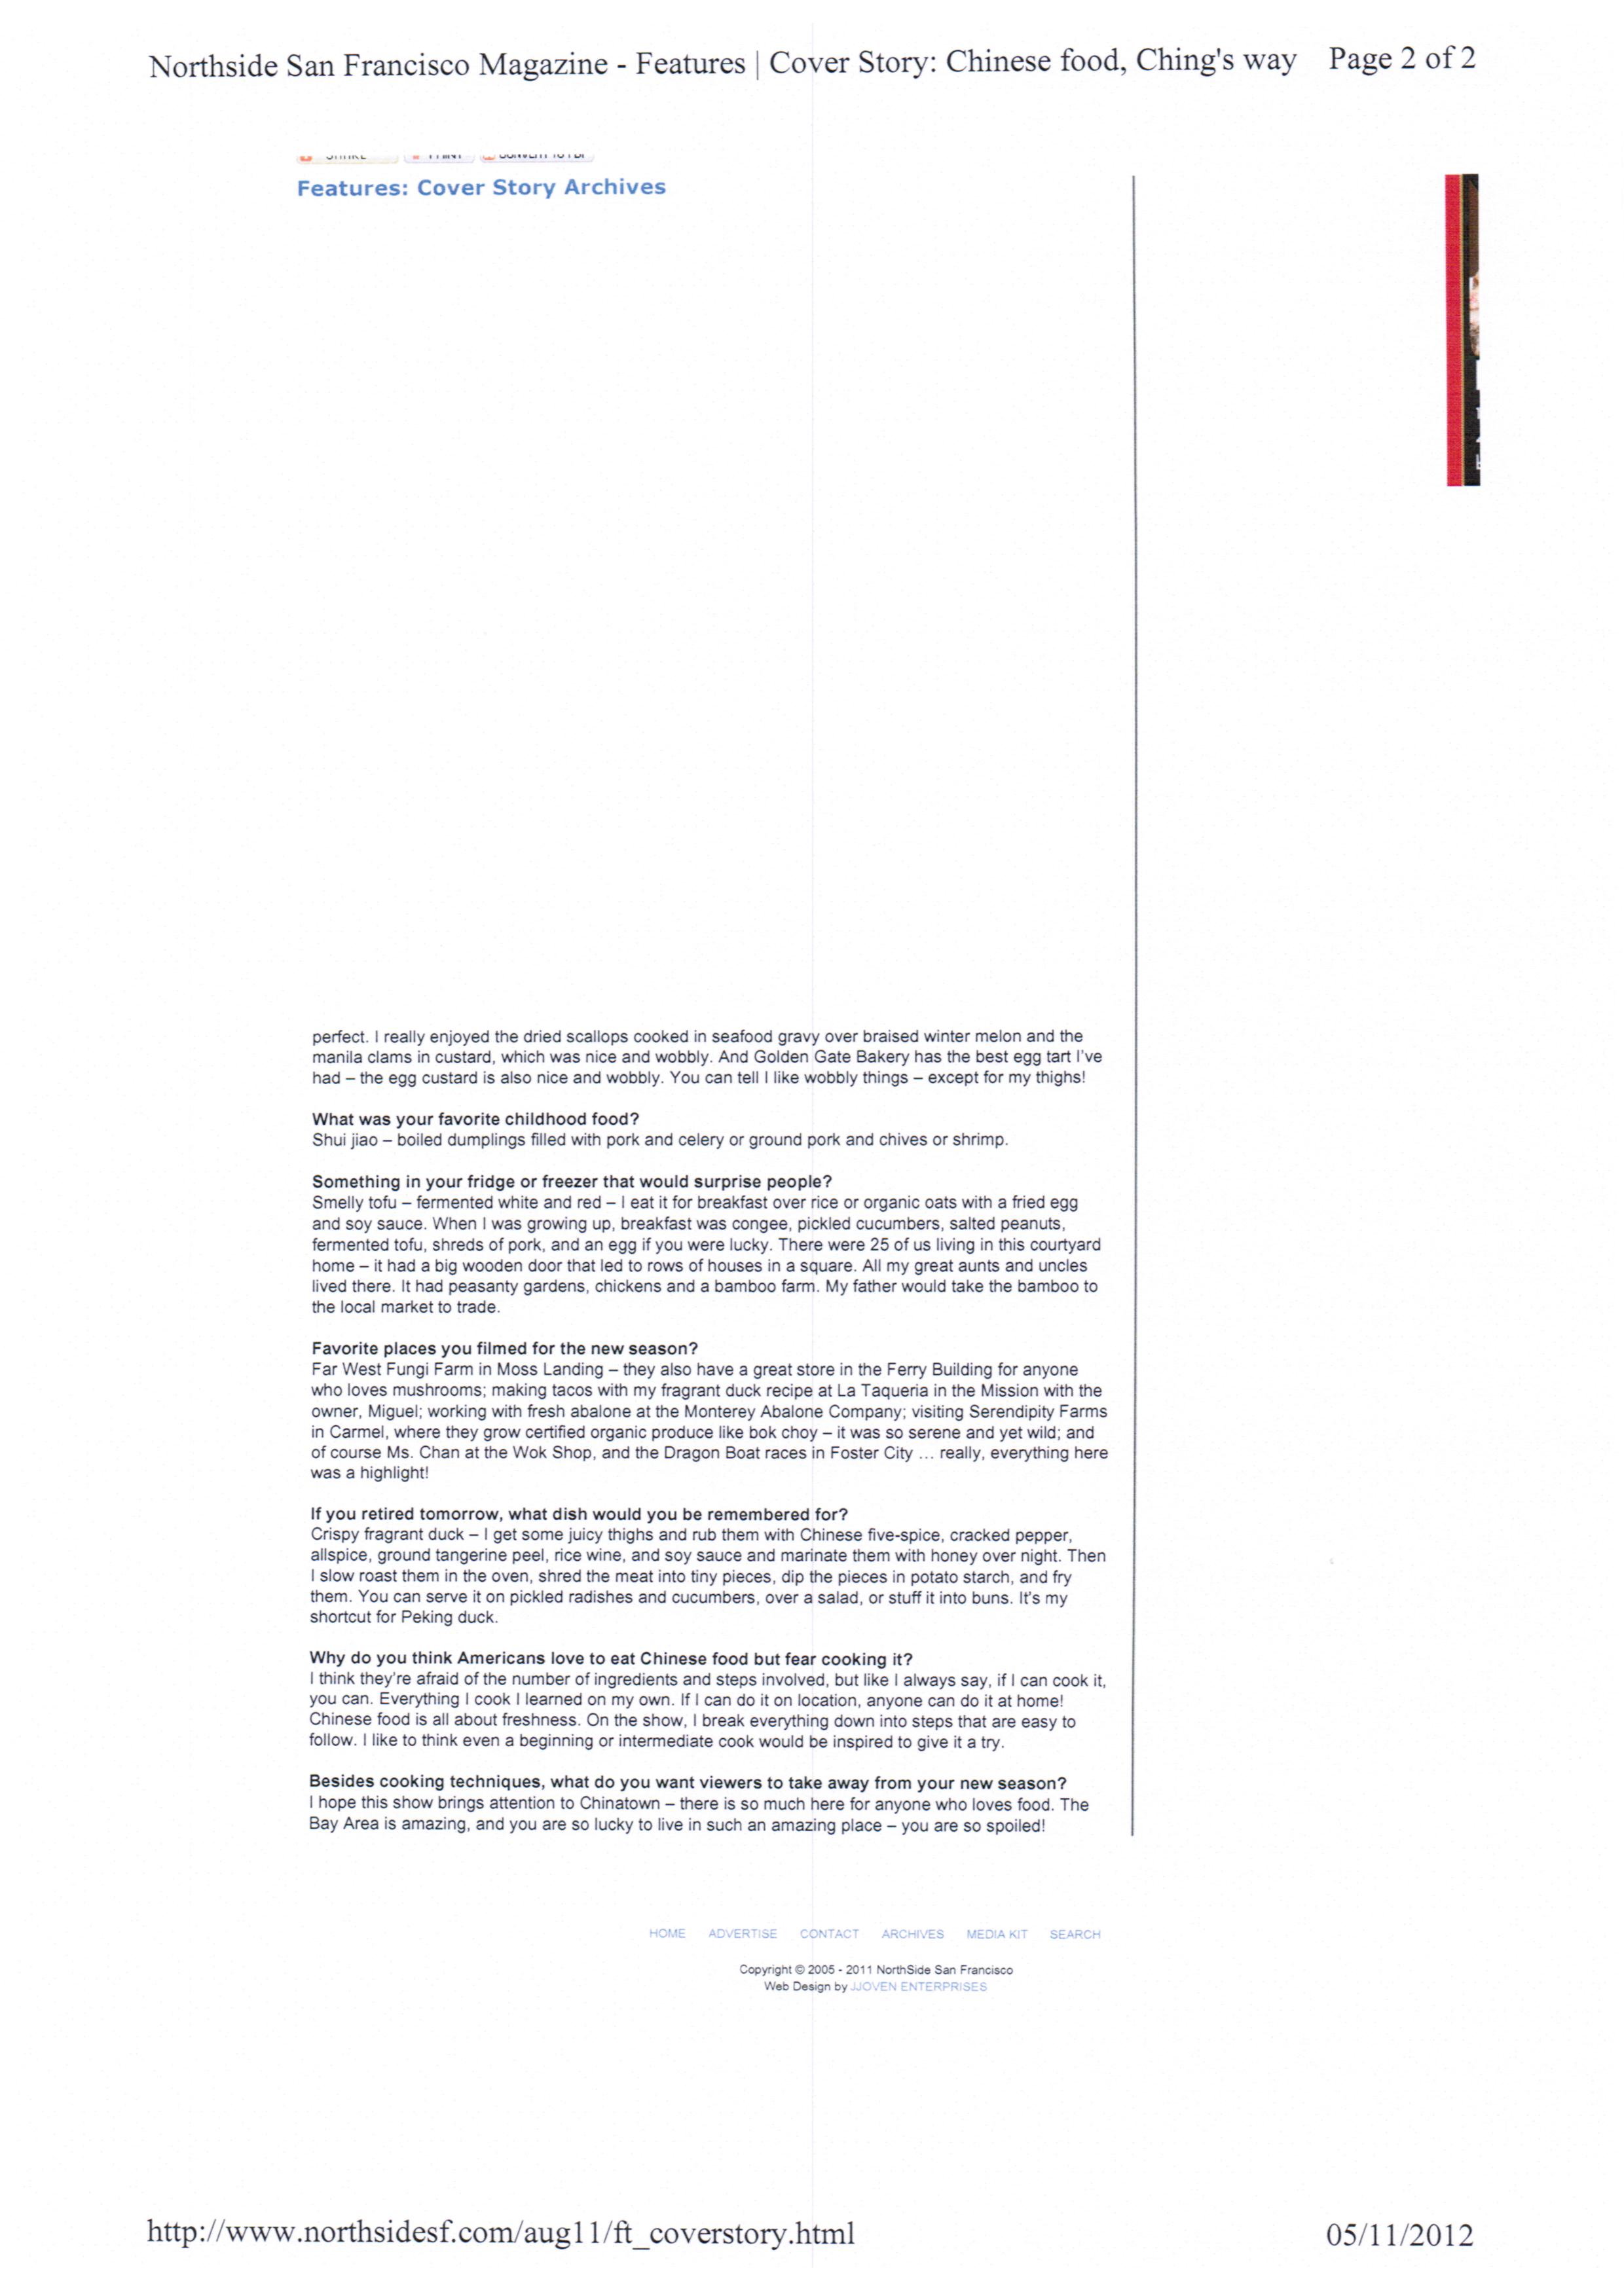 Northside San Francisco Magazine - Features | Cover Story: Chinese food, Ching's way Page 2 of 2
SHARE PRINT CONVERT TO PDF
Features: Cover Story Archives
perfect. I really enjoyed the dried scallops cooked in seafood gravy over braised winter melon and the
manila clams in custard, which was nice and wobbly. And Golden Gate Bakery has the best egg tart I've
had – the egg custard is also nice and wobbly. You can tell I like wobbly things – except for my thighs!
What was your favorite childhood food?
Shui jiao – boiled dumplings filled with pork and celery or ground pork and chives or shrimp.
Something in your fridge or freezer that would surprise people?
Smelly tofu – fermented white and red – I eat it for breakfast over rice or organic oats with a fried egg
and soy sauce. When I was growing up, breakfast was congee, pickled cucumbers, salted peanuts,
fermented tofu, shreds of pork, and an egg if you were lucky. There were 25 of us living in this courtyard
home – it had a big wooden door that led to rows of houses in a square. All my great aunts and uncles
lived there. It had peasanty gardens, chickens and a bamboo farm. My father would take the bamboo to
the local market to trade.
Favorite places you filmed for the new season?
Far West Fungi Farm in Moss Landing – they also have a great store in the Ferry Building for anyone
who loves mushrooms; making tacos with my fragrant duck recipe at La Taqueria in the Mission with the
owner, Miguel; working with fresh abalone at the Monterey Abalone Company; visiting Serendipity Farms
in Carmel, where they grow certified organic produce like bok choy – it was so serene and yet wild; and
of course Ms. Chan at the Wok Shop, and the Dragon Boat races in Foster City ... really, everything here
was a highlight!
If you retired tomorrow, what dish would you be remembered for?
Crispy fragrant duck – I get some juicy thighs and rub them with Chinese five-spice, cracked pepper,
allspice, ground tangerine peel, rice wine, and soy sauce and marinate them with honey over night. Then
I slow roast them in the oven, shred the meat into tiny pieces, dip the pieces in potato starch, and fry
them. You can serve it on pickled radishes and cucumbers, over a salad, or stuff it into buns. It's my
shortcut for Peking duck.
Why do you think Americans love to eat Chinese food but fear cooking it?
I think they're afraid of the number of ingredients and steps involved, but like I always say, if I can cook it,
you can. Everything I cook I learned on my own. If I can do it on location, anyone can do it at home!
Chinese food is all about freshness. On the show, I break everything down into steps that are easy to
follow. I like to think even a beginning or intermediate cook would be inspired to give it a try.
Besides cooking techniques, what do you want viewers to take away from your new season?
I hope this show brings attention to Chinatown – there is so much here for anyone who loves food. The
Bay Area is amazing, and you are so lucky to live in such an amazing place – you are so spoiled!
HOME ADVERTISE CONTACT ARCHIVES MEDIA KIT SEARCH
Copyright © 2005 - 2011 NorthSide San Francisco
Web Design by JJOVEN ENTERPRISES
http://www.northsidesf.com/aug11/ft_coverstory.html 05/11/2012